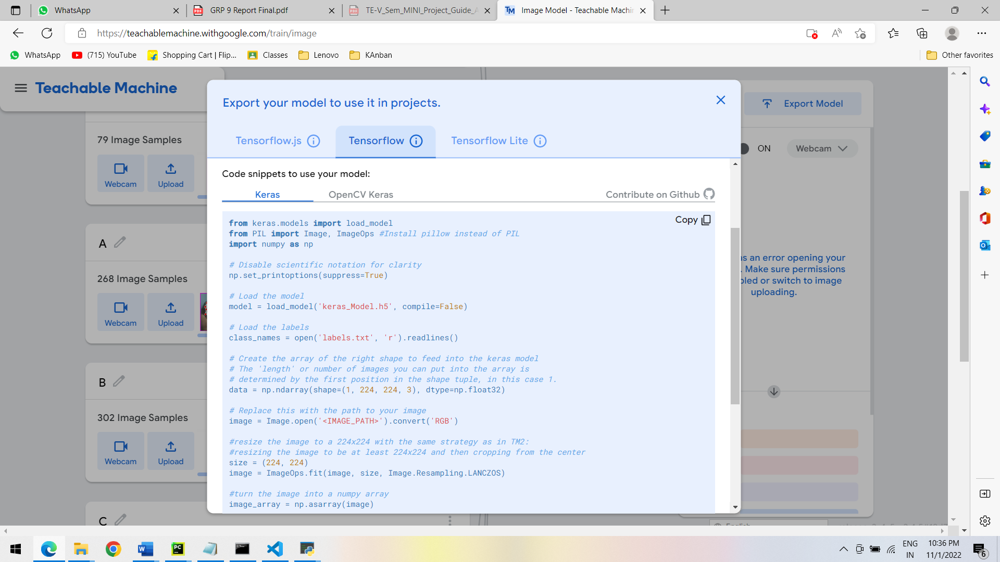 WhatsApp
GRP 9 Report Final.pdf
TE-V_Sem_MINI_Project_Guide_A
Image Model - Teachable Machin
https://teachablemachine.withgoogle.com/train/image
WhatsApp
(715) YouTube
Shopping Cart | Flip...
Classes
Lenovo
KAnban
Other favorites
Teachable Machine
79 Image Samples
Webcam
Upload
A
268 Image Samples
Webcam
Upload
B
302 Image Samples
Webcam
Upload
C
Export your model to use it in projects.
Tensorflow.js
Tensorflow
Tensorflow Lite
Code snippets to use your model:
Keras
OpenCV Keras
Contribute on Github
Copy
from keras.models import load_model
from PIL import Image, ImageOps #Install pillow instead of PIL
import numpy as np
# Disable scientific notation for clarity
np.set_printoptions(suppress=True)
# Load the model
model = load_model('keras_Model.h5', compile=False)
# Load the labels
class_names = open('labels.txt', 'r').readlines()
# Create the array of the right shape to feed into the keras model
# The 'length' or number of images you can put into the array is
# determined by the first position in the shape tuple, in this case 1.
data = np.ndarray(shape=(1, 224, 224, 3), dtype=np.float32)
# Replace this with the path to your image
image = Image.open('<IMAGE_PATH>').convert('RGB')
#resize the image to a 224x224 with the same strategy as in TM2:
#resizing the image to be at least 224x224 and then cropping from the center
size = (224, 224)
image = ImageOps.fit(image, size, Image.Resampling.LANCZOS)
#turn the image into a numpy array
image_array = np.asarray(image)
Export Model
ON
Webcam
as an error opening your
. Make sure permissions
bled or switch to image
uploading.
English
ENG
IN
10:36 PM
11/1/2022
6